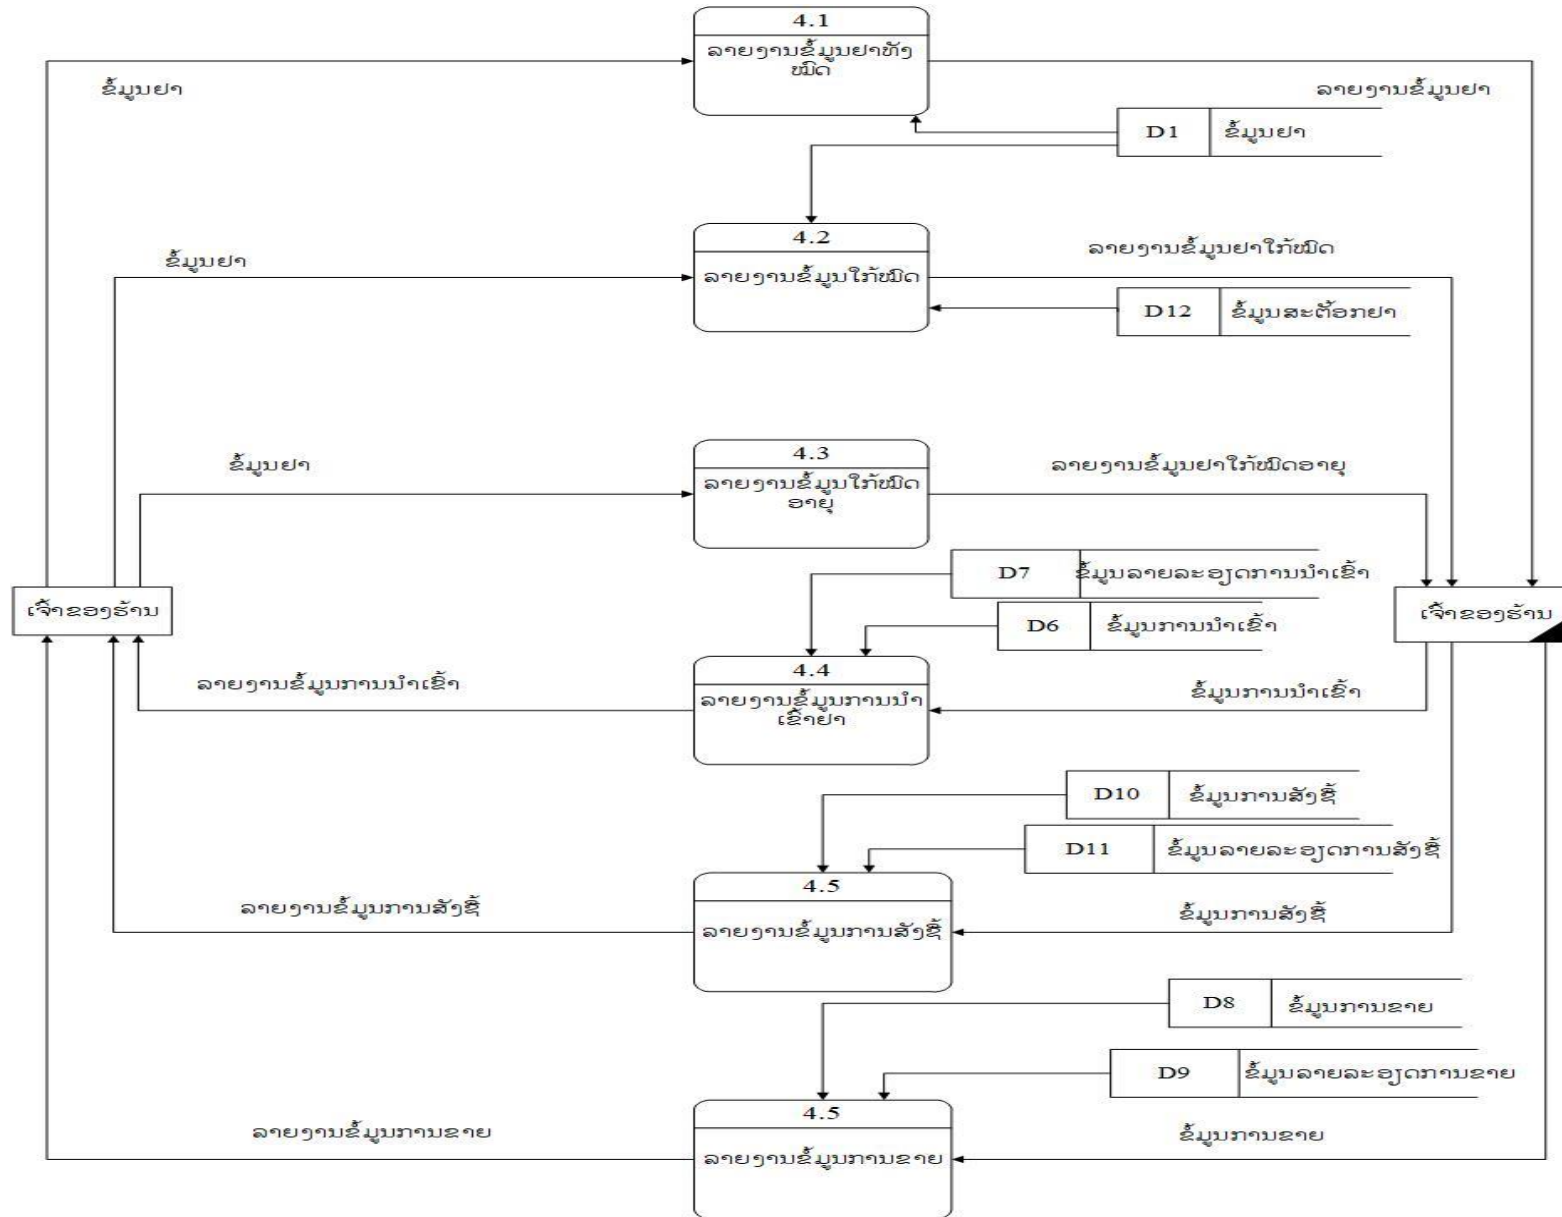 4.1
ລາຍງານຂໍ້ມູນຢາທັງ
ໝົດ
ຂໍ້ມູນຢາ
ລາຍງານຂໍ້ມູນຢາ
D1
ຂໍ້ມູນຢາ
4.2
ລາຍງານຂໍ້ມູນໃກ້ໝົດ
ຂໍ້ມູນຢາ
ລາຍງານຂໍ້ມູນຢາໃກ້ໝົດ
D12
ຂໍ້ມູນສະຕັອກຢາ
4.3
ລາຍງານຂໍ້ມູນໃກ້ໝົດ
ອາຍຸ
ຂໍ້ມູນຢາ
ລາຍງານຂໍ້ມູນຢາໃກ້ໝົດອາຍຸ
D7
ຂໍ້ມູນລາຍລະອຽດການນຳເຂົ້າ
ເຈົ້າຂອງຮ້ານ
ເຈົ້າຂອງຮ້ານ
D6
ຂໍ້ມູນການນຳເຂົ້າ
4.4
ລາຍງານຂໍ້ມູນການນຳ
ເຂົ້າຢາ
ລາຍງານຂໍ້ມູນການນຳເຂົ້າ
ຂໍ້ມູນການນຳເຂົ້າ
D10
ຂໍ້ມູນການສັ່ງຊື້
D11
ຂໍ້ມູນລາຍລະອຽດການສັ່ງຊື້
4.5
ລາຍງານຂໍ້ມູນການສັ່ງຊື້
ລາຍງານຂໍ້ມູນການສັ່ງຊື້
ຂໍ້ມູນການສັ່ງຊື້
D8
ຂໍ້ມູນການຂາຍ
D9
ຂໍ້ມູນລາຍລະອຽດການຂາຍ
4.5
ລາຍງານຂໍ້ມູນການຂາຍ
ລາຍງານຂໍ້ມູນການຂາຍ
ຂໍ້ມູນການຂາຍ